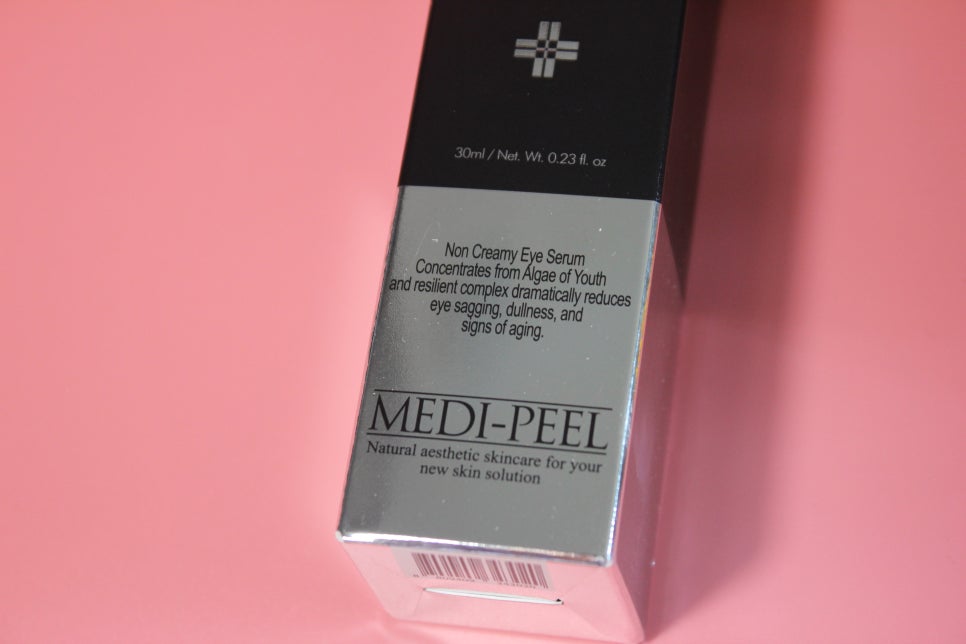 30ml / Net. Wt. 0.23 fl. oz
Non Creamy Eye Serum
Concentrates from Algae of Youth
and resilient complex dramatically reduces
eye sagging, dullness, and
signs of aging.
MEDI-PEEL
Natural aesthetic skincare for your
new skin solution